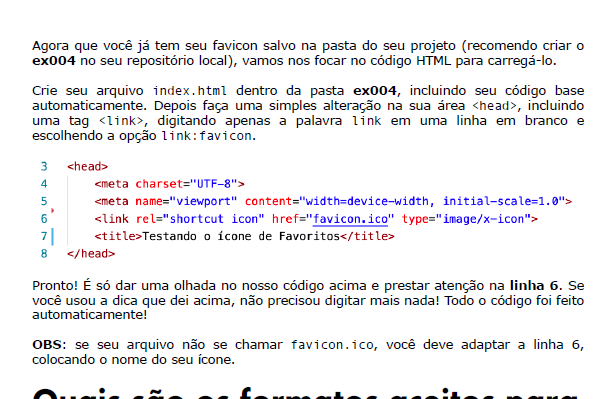 Agora que você já tem seu favicon salvo na pasta do seu projeto (recomendo criar o
ex004 no seu repositório local), vamos nos focar no código HTML para carregá-lo.
Crie seu arquivo index.html dentro da pasta ex004, incluindo seu código base
automaticamente. Depois faça uma simples alteração na sua área <head>, incluindo
uma tag <link>, digitando apenas a palavra link em uma linha em branco e
escolhendo a opção link:favicon.
3 <head>
4 <meta charset="UTF-8">
5 <meta name="viewport" content="width=device-width, initial-scale=1.0">
6 <link rel="shortcut icon" href="favicon.ico" type="image/x-icon">
7 <title>Testando o ícone de Favoritos</title>
8 </head>
Pronto! É só dar uma olhada no nosso código acima e prestar atenção na linha 6. Se
você usou a dica que dei acima, não precisou digitar mais nada! Todo o código foi feito
automaticamente!
OBS: se seu arquivo não se chamar favicon.ico, você deve adaptar a linha 6,
colocando o nome do seu ícone.
Quais são os formatos aceitos para